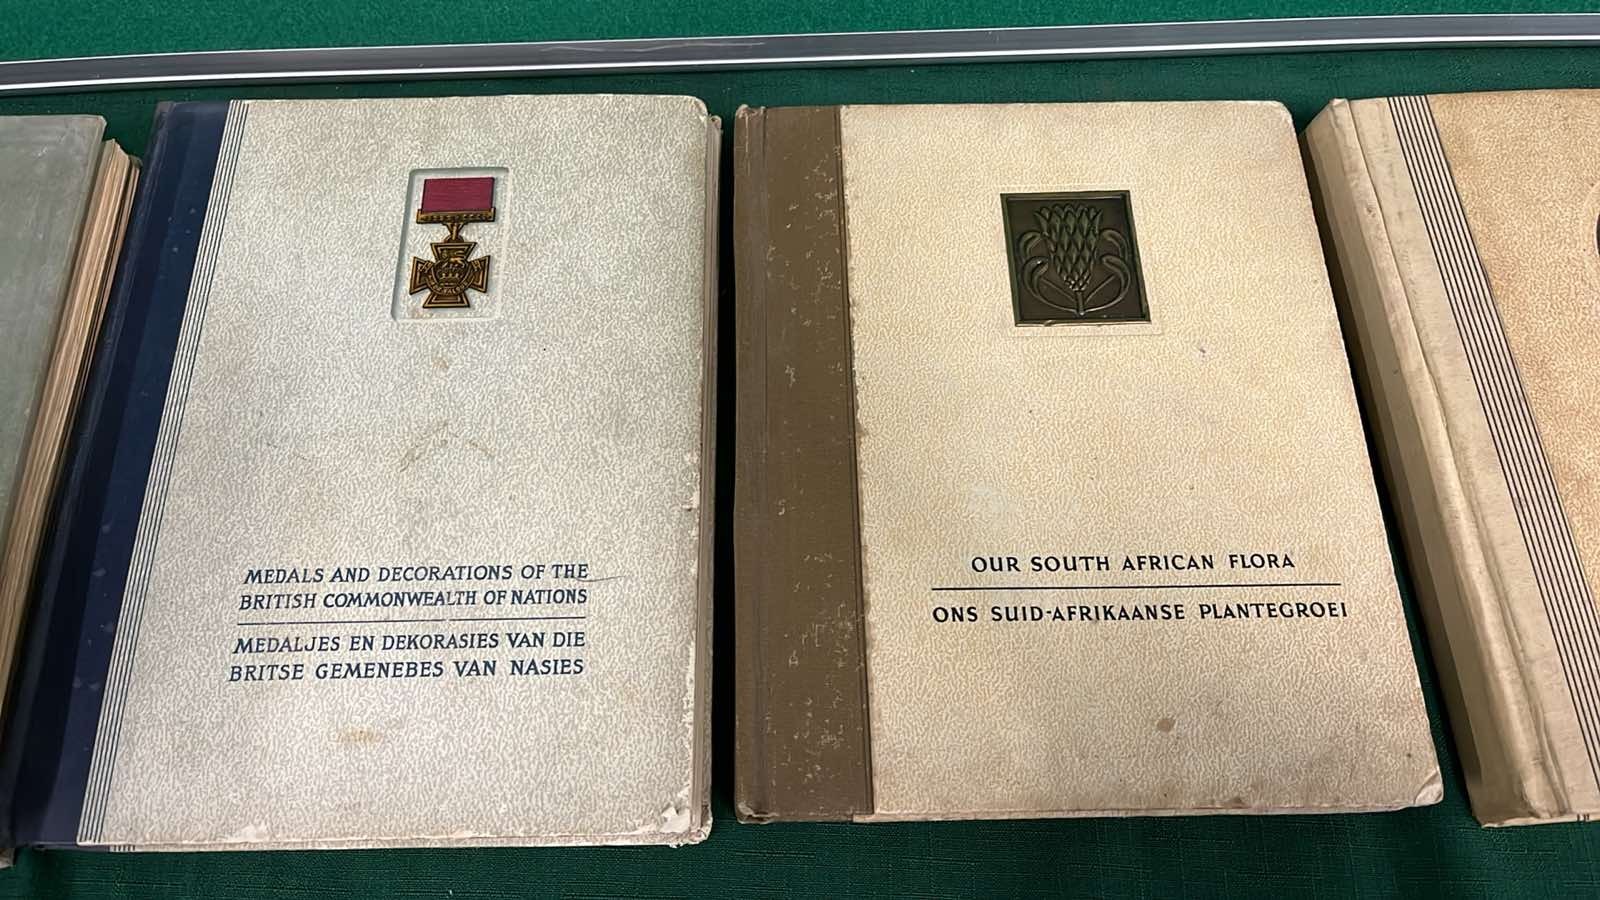 MEDALS AND DECORATIONS OF THE
BRITISH COMMONWEALTH OF NATIONS
MEDALJES EN DEKORASIES VAN DIE
BRITSE GEMENEBES VAN NASIES
OUR SOUTH AFRICAN FLORA
ONS SUID-AFRIKAANSE PLANTEGROEI